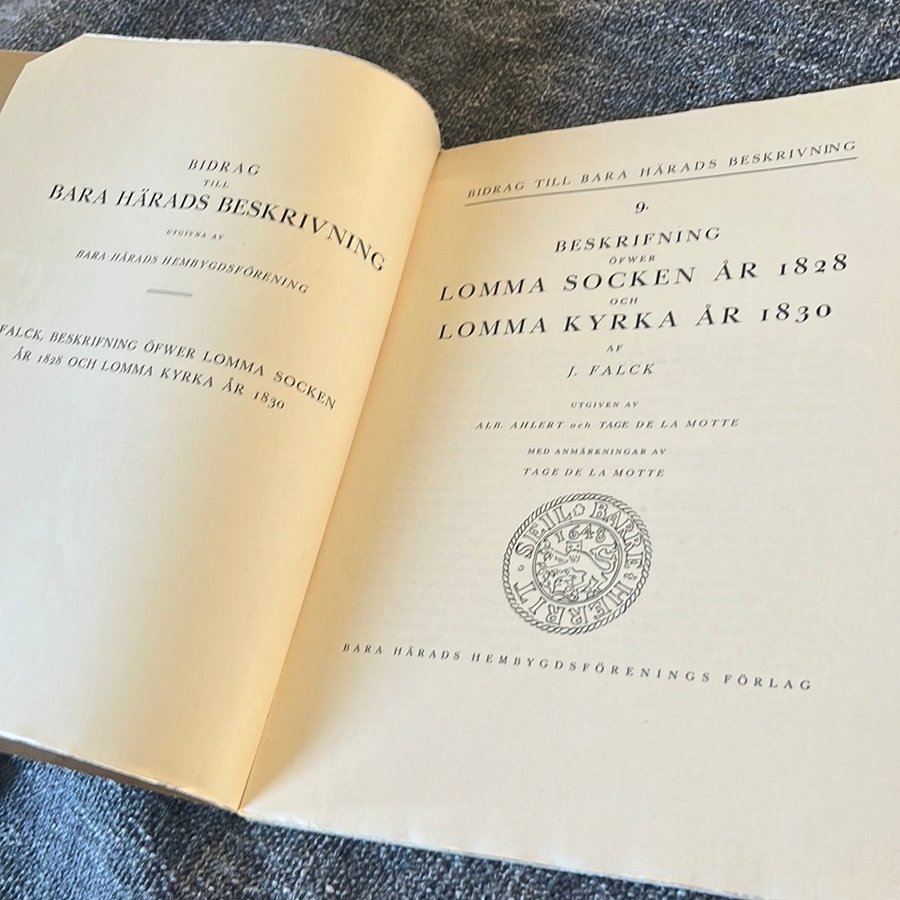 BIDRAG
TILL
BARA HÄRADS BESKRIVNING
UTGIVNA AV
BARA HÄRADS HEMBYGDSFÖRENING
FALCK, BESKRIFNING ÖFWER LOMMA SOCKEN
ÅR 1828 OCH LOMMA KYRKA ÅR 1830
BIDRAG TILL BARA HÄRADS BESKRIVNING
9.
BESKRIFNING
ÖFWER
LOMMA SOCKEN ÅR 1828
OCH
LOMMA KYRKA ÅR 1830
AF
J. FALCK
UTGIVEN AV
ALB. AHLERT och TAGE DE LA MOTTE
MED ANMÄRKNINGAR AV
TAGE DE LA MOTTE
SEIL BARRE HERRIT
1648
BARA HÄRADS HEMBYGDSFÖRENINGS FÖRLAG